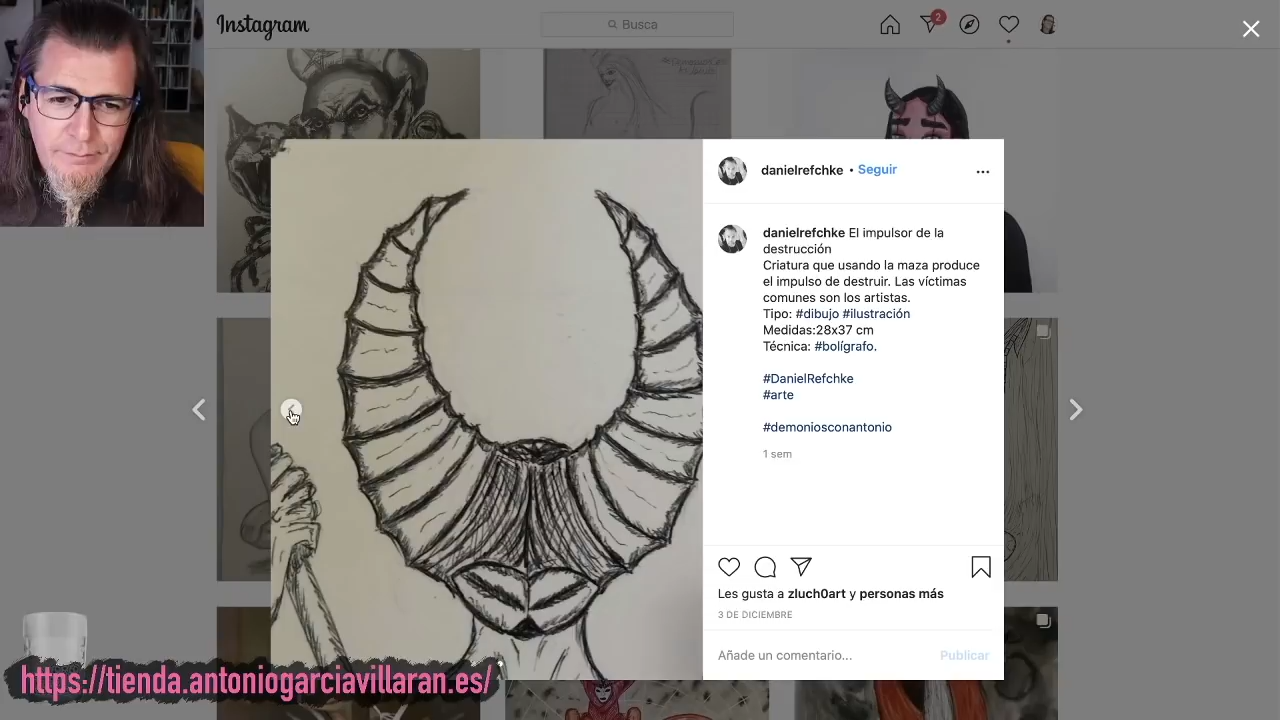 Instagram
Busca
2
danielrefchke • Seguir
danielrefchke El impulsor de la
destrucción
Criatura que usando la maza produce
el impulso de destruir. Las víctimas
comunes son los artistas.
Tipo: #dibujo #ilustración
Medidas:28x37 cm
Técnica: #bolígrafo.
#DanielRefchke
#arte
#demoniosconantonio
1 sem
Les gusta a zluch0art y personas más
3 DE DICIEMBRE
Añade un comentario...
Publicar
https://tienda.antoniogarciavillaran.es/